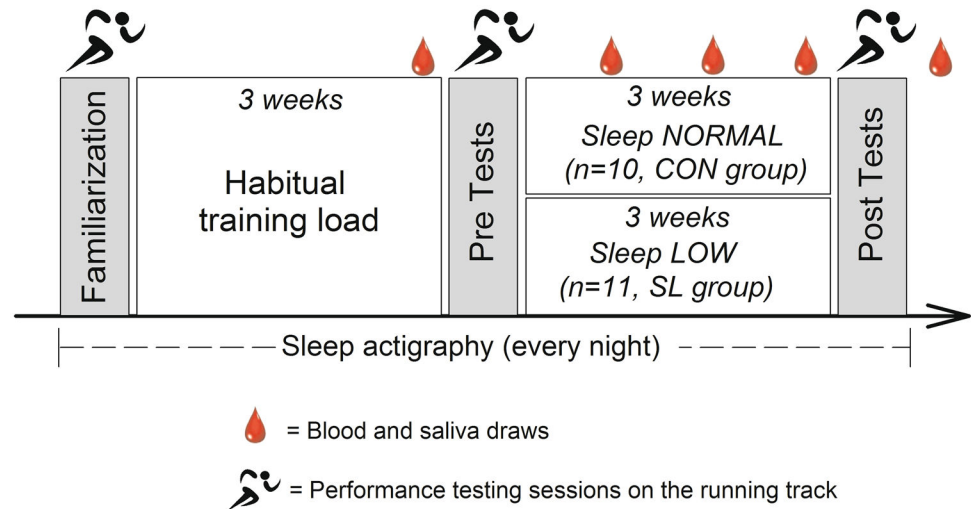 Familiarization
3 weeks
Habitual
training load
Pre Tests
3 weeks
Sleep NORMAL
(n=10, CON group)
3 weeks
Sleep LOW
(n=11, SL group)
Post Tests
Sleep actigraphy (every night)
= Blood and saliva draws
= Performance testing sessions on the running track